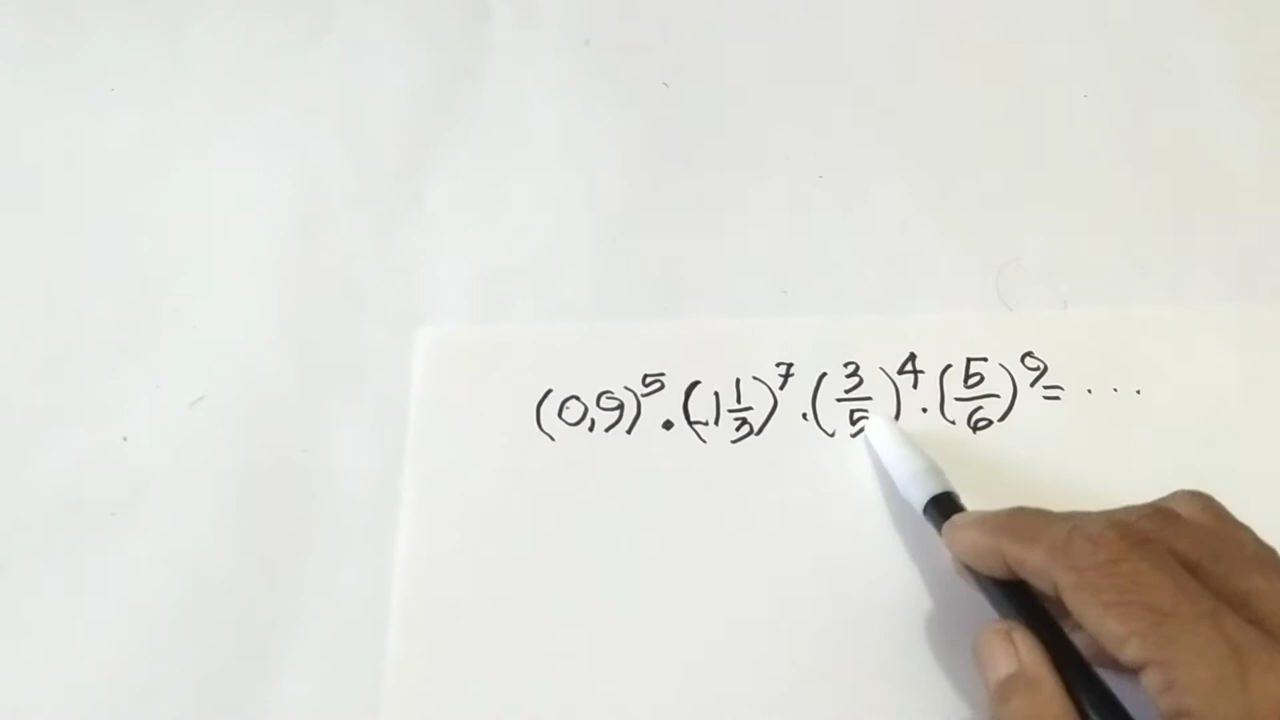 (0,9)⁵ . (-1 1/3)⁷ . (3/5)⁴ . (5/6)⁹ = ...